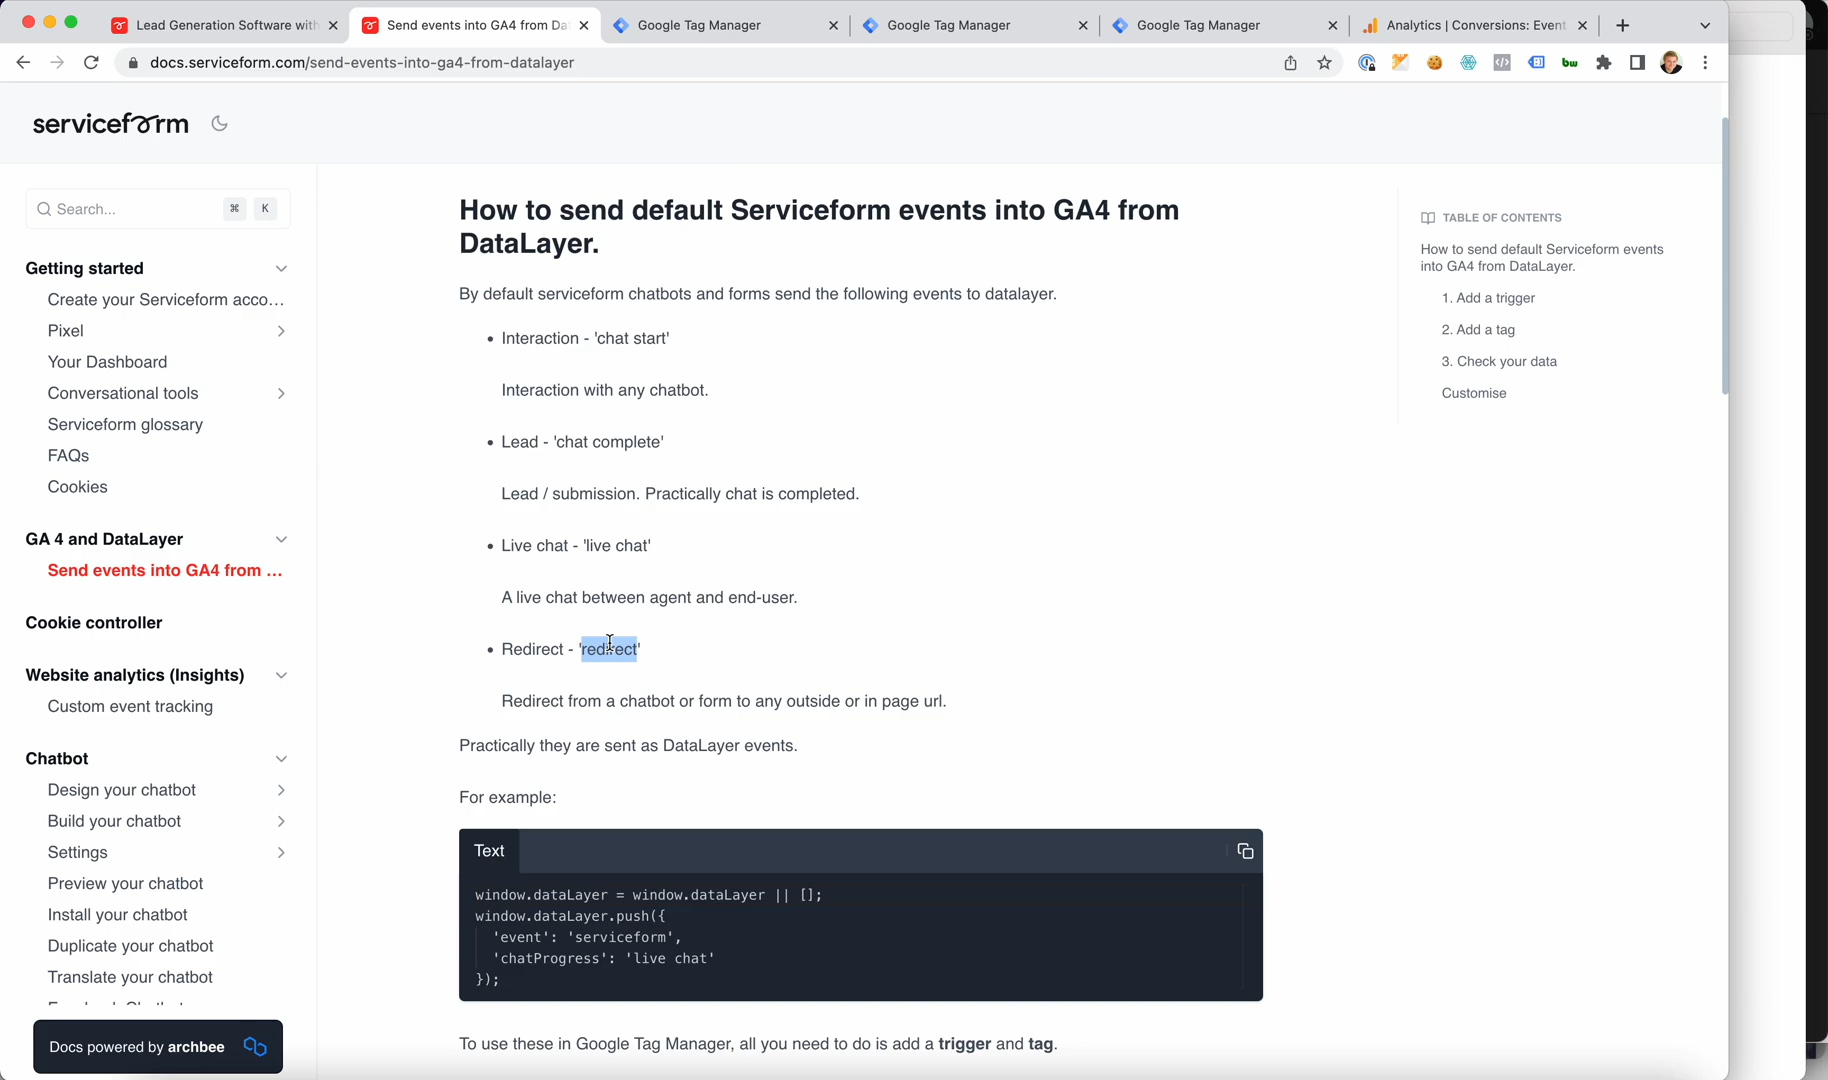 Lead Generation Software with
Send events into GA4 from Da
Google Tag Manager
Google Tag Manager
Google Tag Manager
Analytics | Conversions: Event
docs.serviceform.com/send-events-into-ga4-from-datalayer
bw
serviceform
Search...
⌘ K
Getting started
Create your Serviceform acco...
Pixel
Your Dashboard
Conversational tools
Serviceform glossary
FAQs
Cookies
GA 4 and DataLayer
Send events into GA4 from ...
Cookie controller
Website analytics (Insights)
Custom event tracking
Chatbot
Design your chatbot
Build your chatbot
Settings
Preview your chatbot
Install your chatbot
Duplicate your chatbot
Translate your chatbot
Docs powered by archbee
How to send default Serviceform events into GA4 from
DataLayer.
By default serviceform chatbots and forms send the following events to datalayer.
• Interaction - 'chat start'
Interaction with any chatbot.
• Lead - 'chat complete'
Lead / submission. Practically chat is completed.
• Live chat - 'live chat'
A live chat between agent and end-user.
• Redirect - 'redirect'
Redirect from a chatbot or form to any outside or in page url.
Practically they are sent as DataLayer events.
For example:
Text
window.dataLayer = window.dataLayer || [];
window.dataLayer.push({
'event': 'serviceform',
'chatProgress': 'live chat'
});
To use these in Google Tag Manager, all you need to do is add a trigger and tag.
TABLE OF CONTENTS
How to send default Serviceform events
into GA4 from DataLayer.
1. Add a trigger
2. Add a tag
3. Check your data
Customise